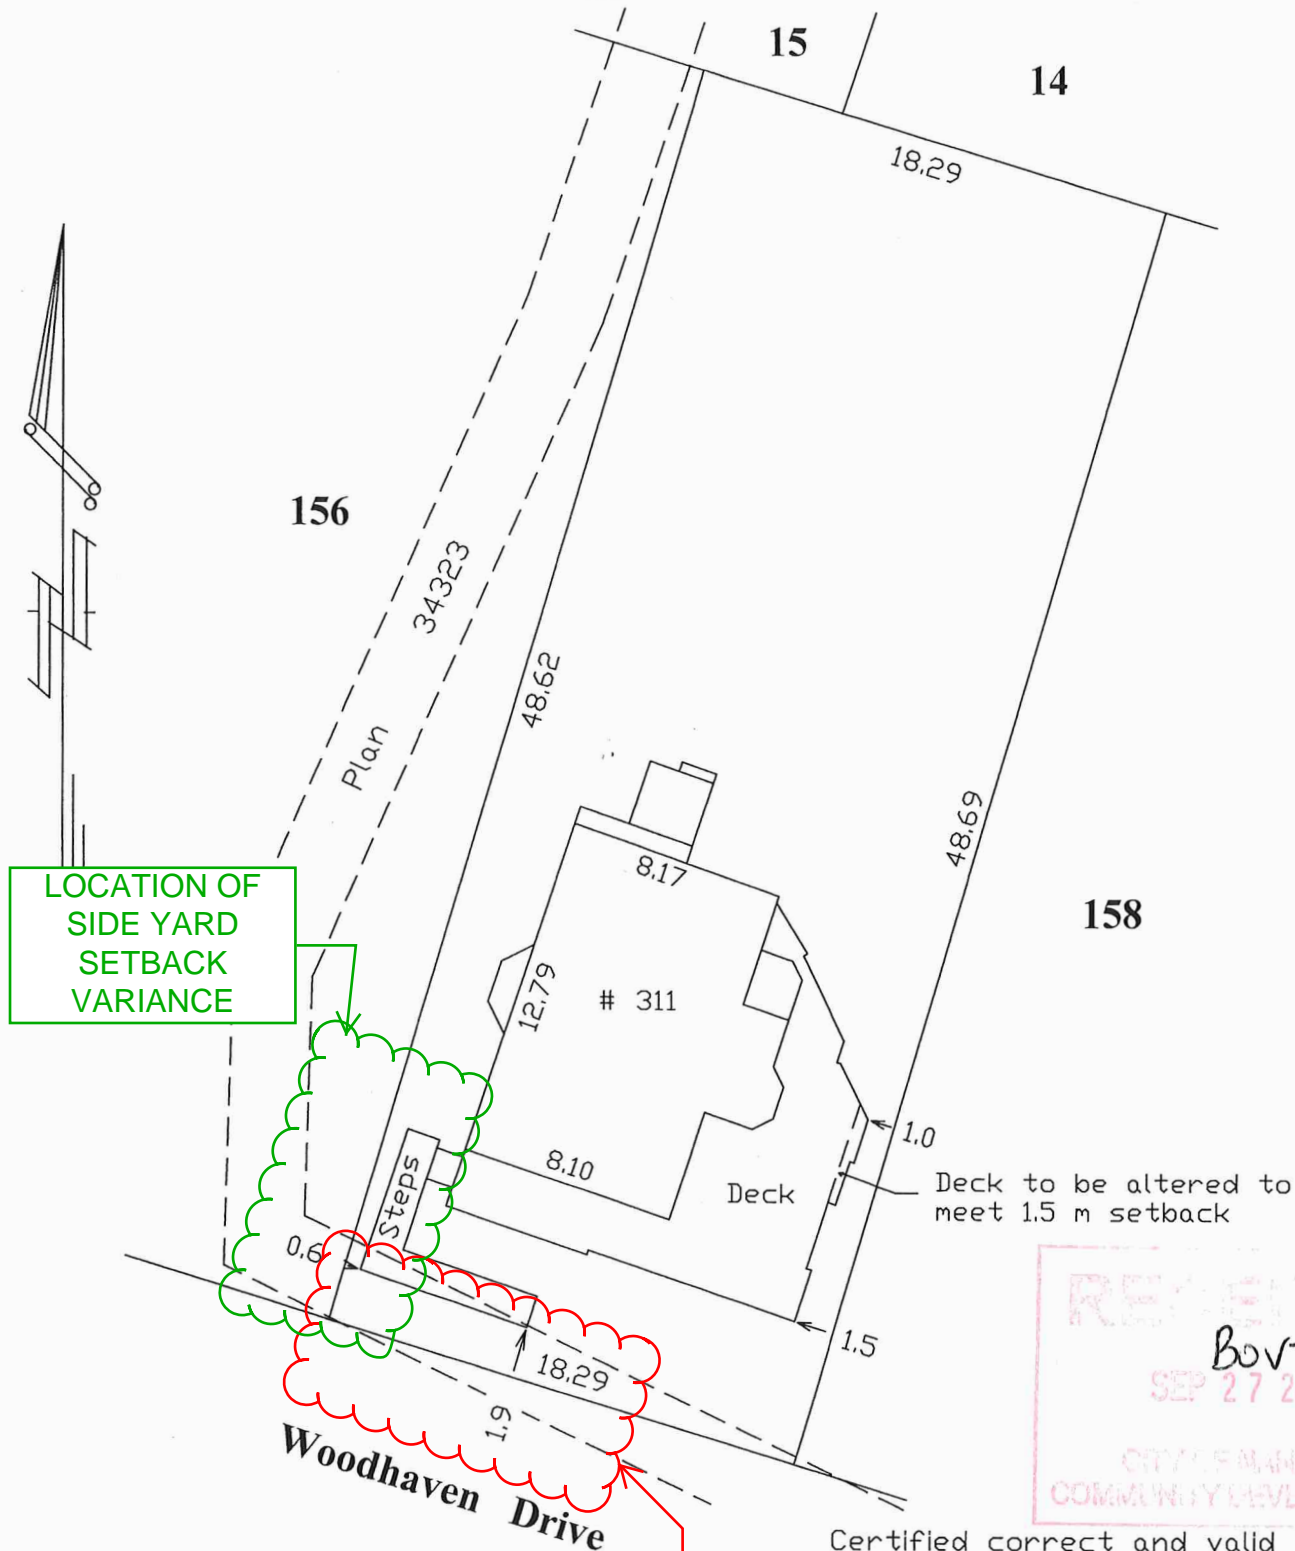 15
14
18.29
156
34323
Plan
48.62
48.69
8.17
158
LOCATION OF
SIDE YARD
SETBACK
VARIANCE
12.79
# 311
1.0
8.10
Steps
Deck
Deck to be altered to
meet 1.5 m setback
0.6
1.5
18.29
1.9
SEP 27 2
Woodhaven Drive
Certified correct and valid